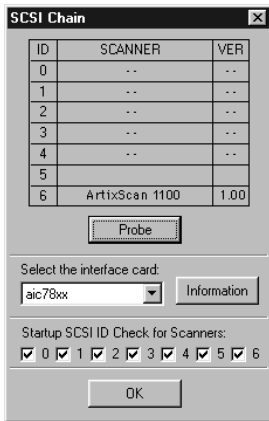 SCSI Chain
ID SCANNER VER
0 -- --
1 -- --
2 -- --
3 -- --
4 -- --
5
6 ArtixScan 1100 1.00
Probe
Select the interface card:
aic78xx Information
Startup SCSI ID Check for Scanners:
0 1 2 3 4 5 6
OK